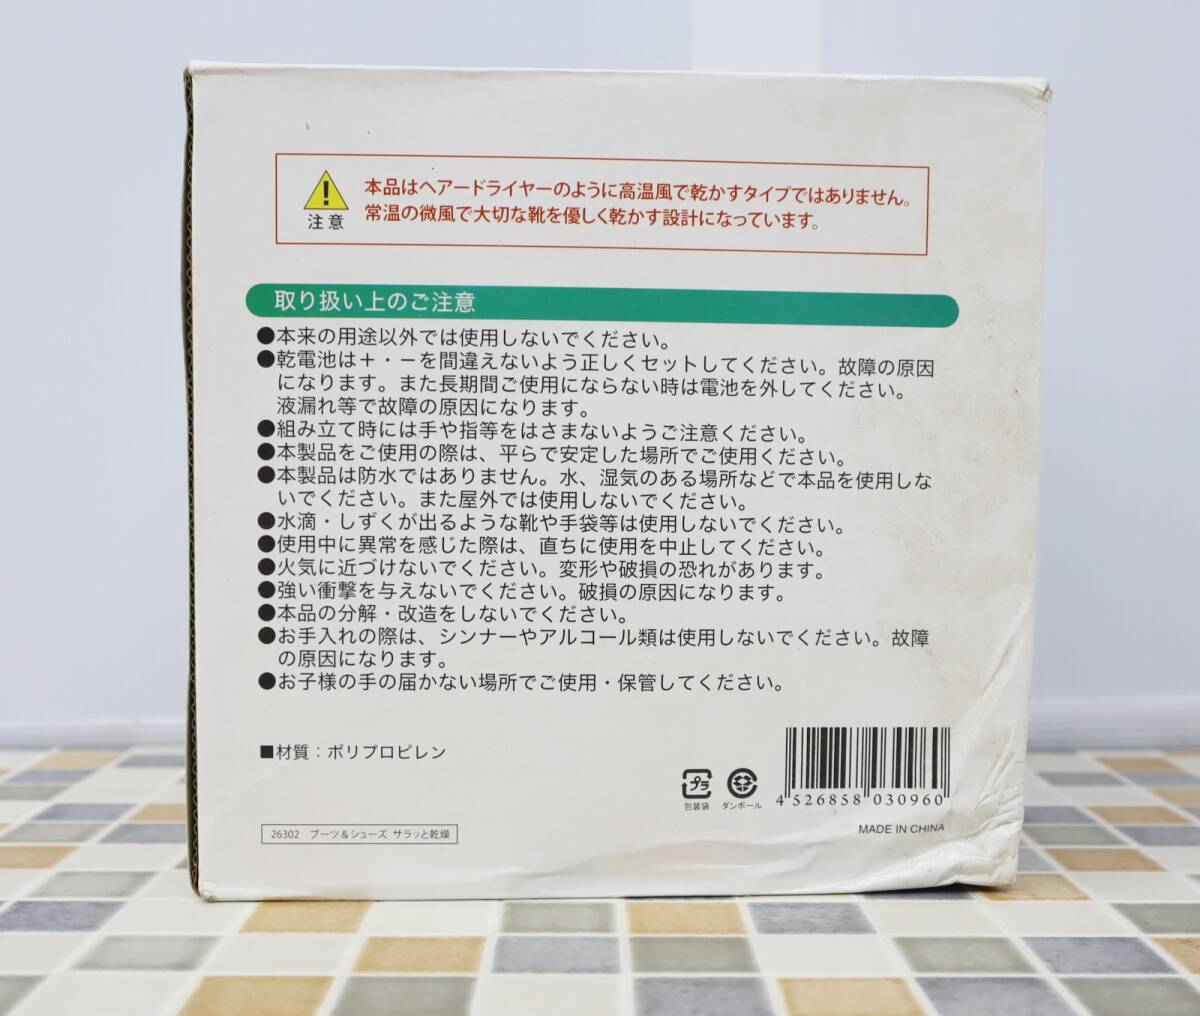 注意
本品はヘアードライヤーのように高温風で乾かすタイプではありません。
常温の微風で大切な靴を優しく乾かす設計になっています。
取り扱い上のご注意
●本来の用途以外では使用しないでください。
●乾電池は＋・−を間違えないよう正しくセットしてください。故障の原因
になります。また長期間ご使用にならない時は電池を外してください。
液漏れ等で故障の原因になります。
●組み立て時には手や指等をはさまないようご注意ください。
●本製品をご使用の際は、平らで安定した場所でご使用ください。
●本製品は防水ではありません。水、湿気のある場所などで本品を使用しな
いでください。また屋外では使用しないでください。
●水滴・しずくが出るような靴や手袋等は使用しないでください。
●使用中に異常を感じた際は、直ちに使用を中止してください。
●火気に近づけないでください。変形や破損の恐れがあります。
●強い衝撃を与えないでください。破損の原因になります。
●本品の分解・改造をしないでください。
●お手入れの際は、シンナーやアルコール類は使用しないでください。故障
の原因になります。
●お子様の手の届かない場所でご使用・保管してください。
■材質：ポリプロピレン
プラ
包装袋
ダンボール
4 526858 030960
MADE IN CHINA
26302 ブーツ&シューズ サラッと乾燥